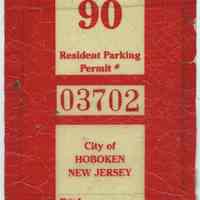 90
Resident Parking
Permit #
03702
City of
HOBOKEN
NEW JERSEY